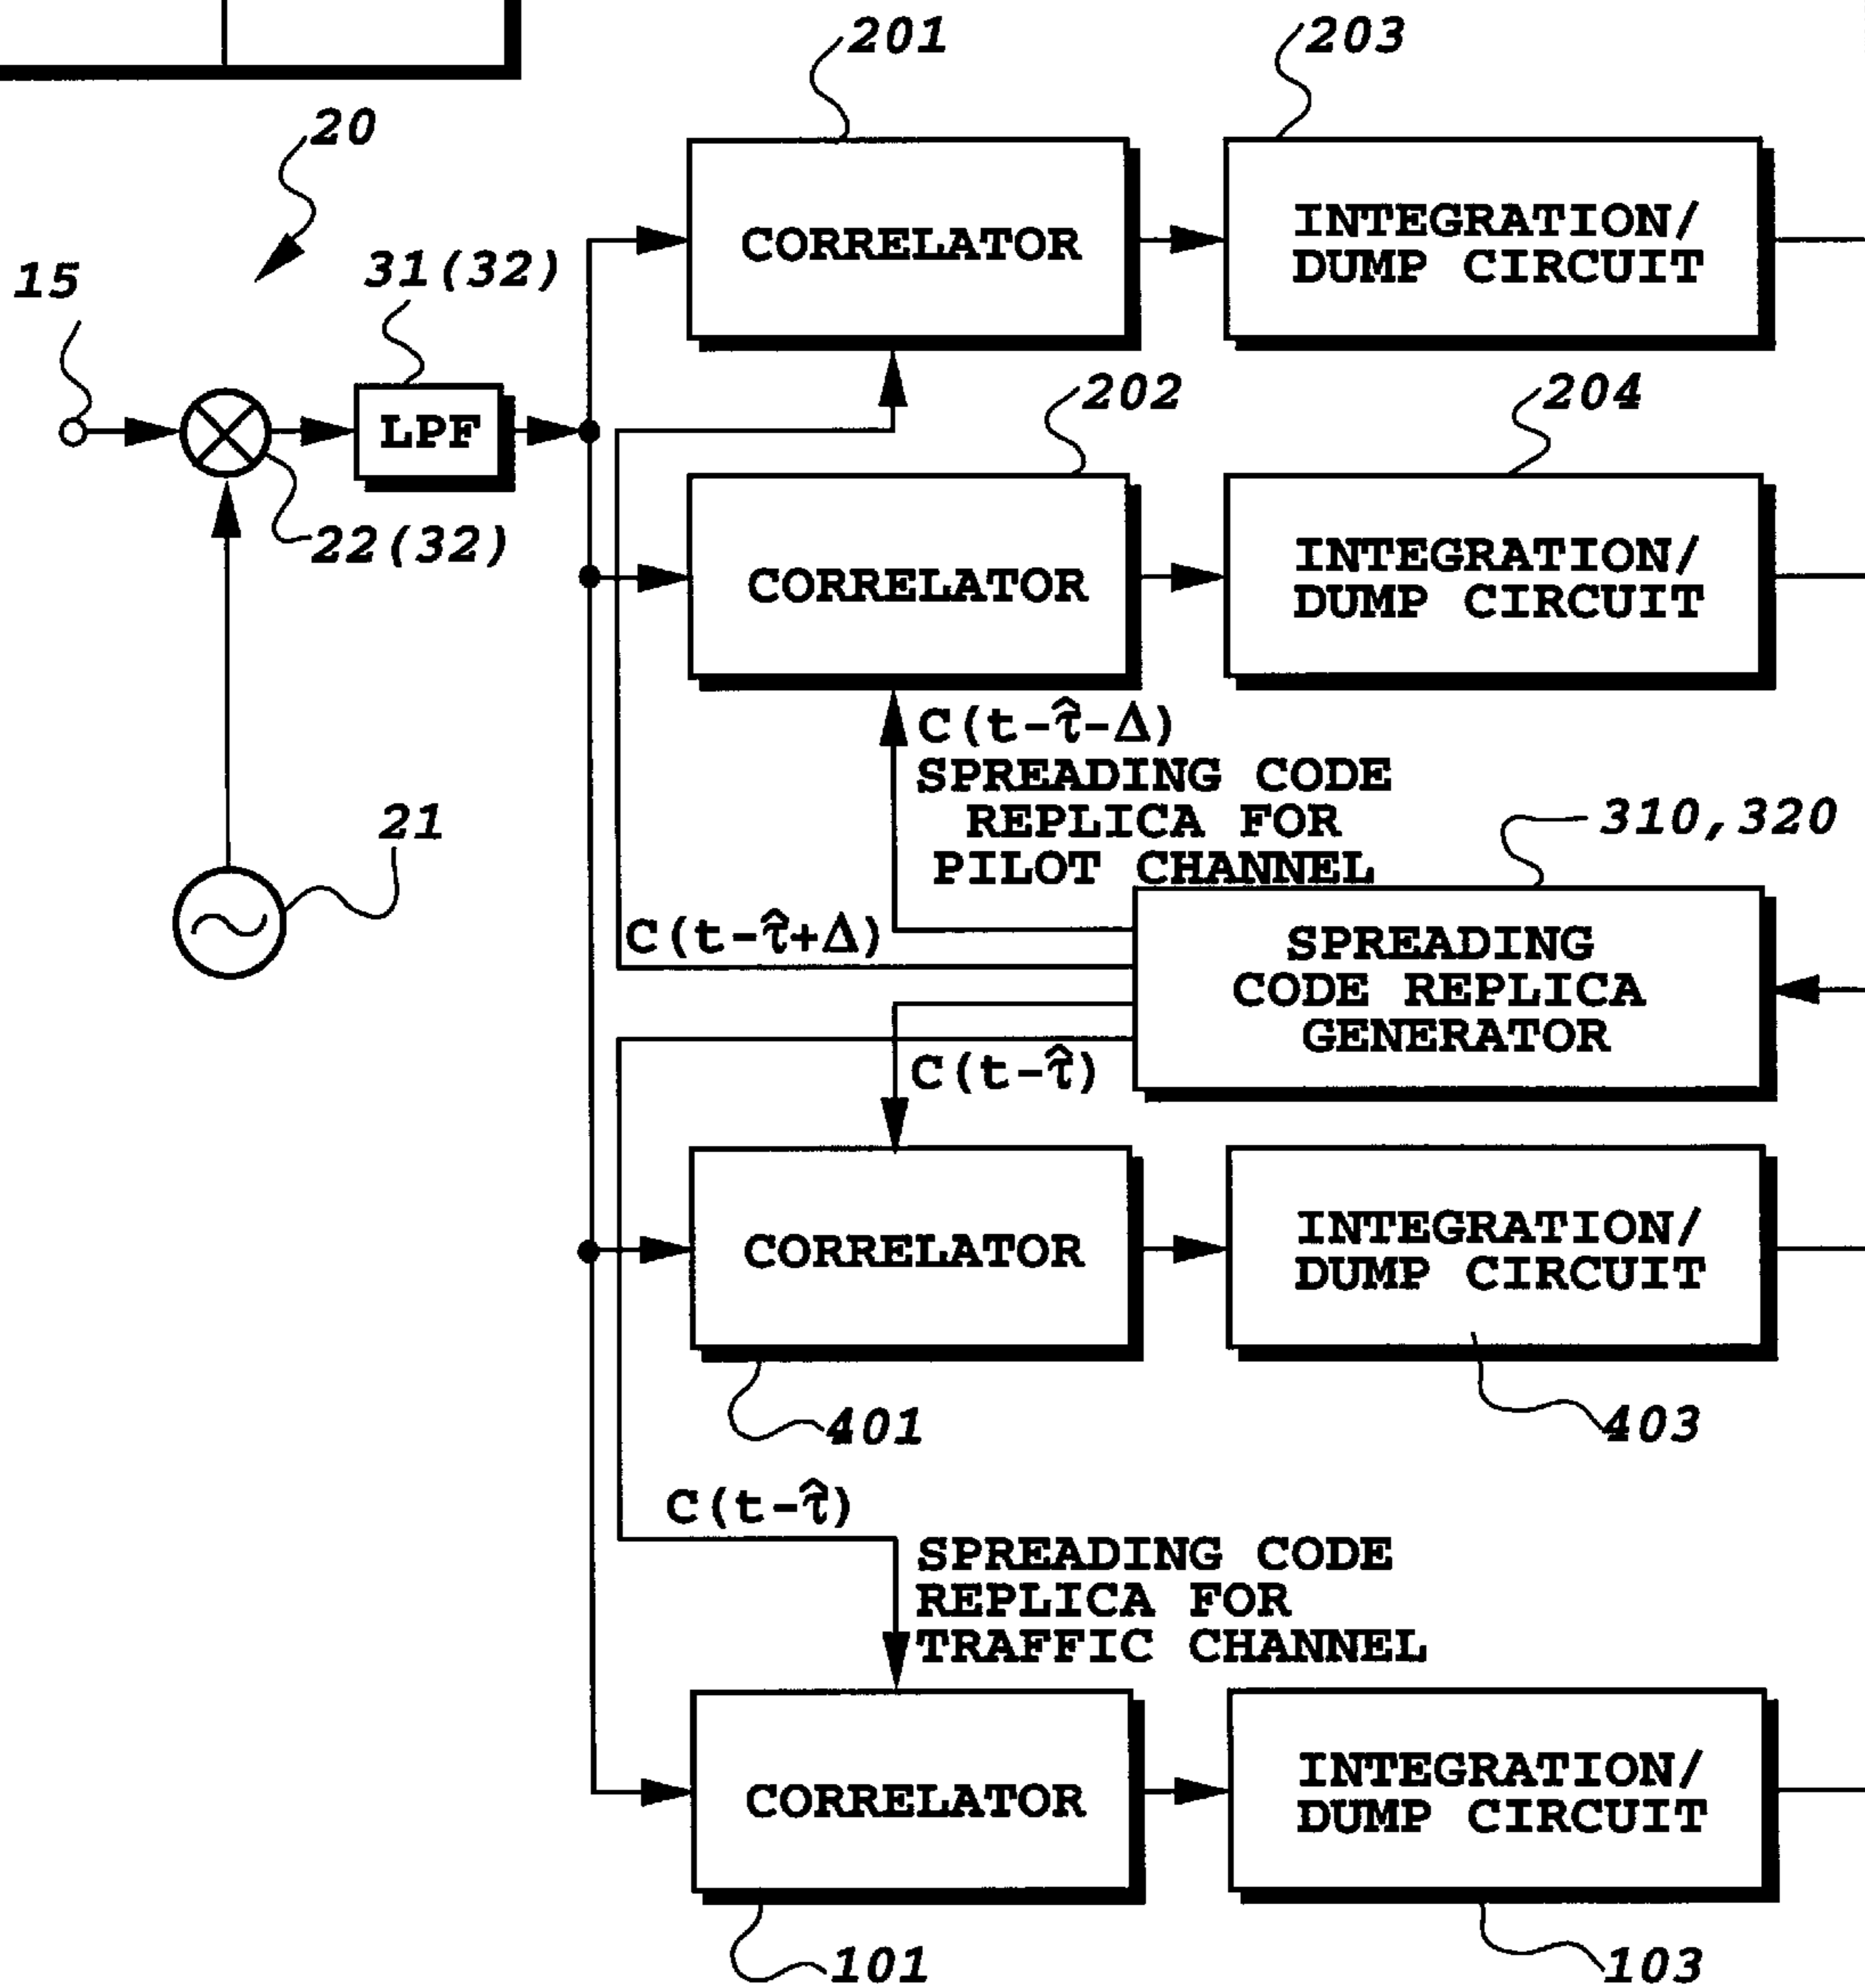 201
203
20
15
31(32)
CORRELATOR
INTEGRATION/
DUMP CIRCUIT
LPF
202
204
22(32)
CORRELATOR
INTEGRATION/
DUMP CIRCUIT
C(t-τ̂-Δ)
SPREADING CODE
REPLICA FOR
PILOT CHANNEL
21
310,320
C(t-τ̂+Δ)
SPREADING
CODE REPLICA
GENERATOR
C(t-τ̂)
CORRELATOR
INTEGRATION/
DUMP CIRCUIT
401
403
C(t-τ̂)
SPREADING CODE
REPLICA FOR
TRAFFIC CHANNEL
CORRELATOR
INTEGRATION/
DUMP CIRCUIT
101
103